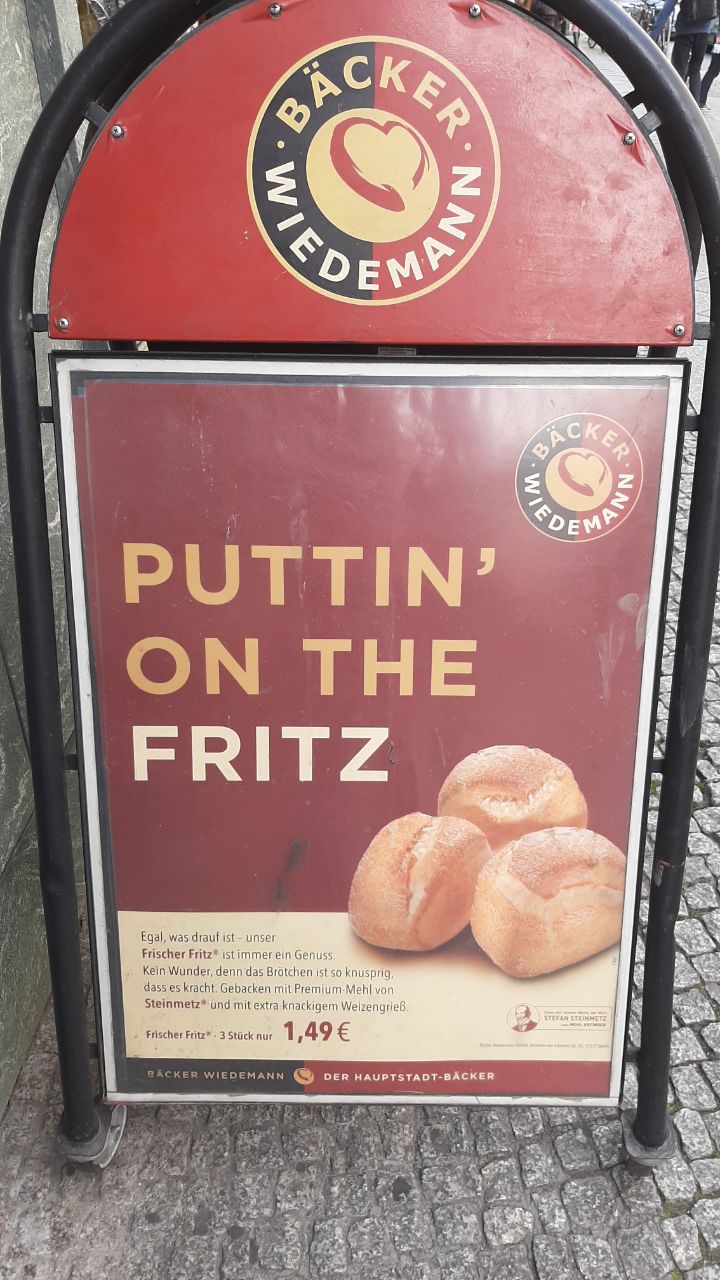 BÄCKER
WIEDEMANN
BÄCKER
WIEDEMANN
PUTTIN'
ON THE
FRITZ
Egal, was drauf ist – unser
Frischer Fritz® ist immer ein Genuss.
Kein Wunder, denn das Brötchen ist so knusprig,
dass es kracht. Gebacken mit Premium-Mehl von
Steinmetz® und mit extra knackigem Weizengrieß.
Frischer Fritz® - 3 Stück nur 1,49 €
STEFAN STEINMETZ
BÄCKER WIEDEMANN DER HAUPTSTADT-BÄCKER